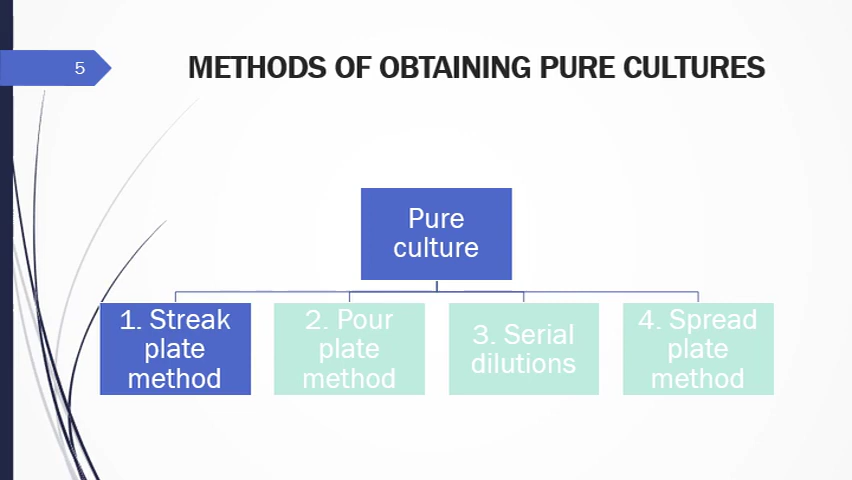 5
METHODS OF OBTAINING PURE CULTURES
Pure
culture
1. Streak
plate
method
2. Pour
plate
method
3. Serial
dilutions
4. Spread
plate
method